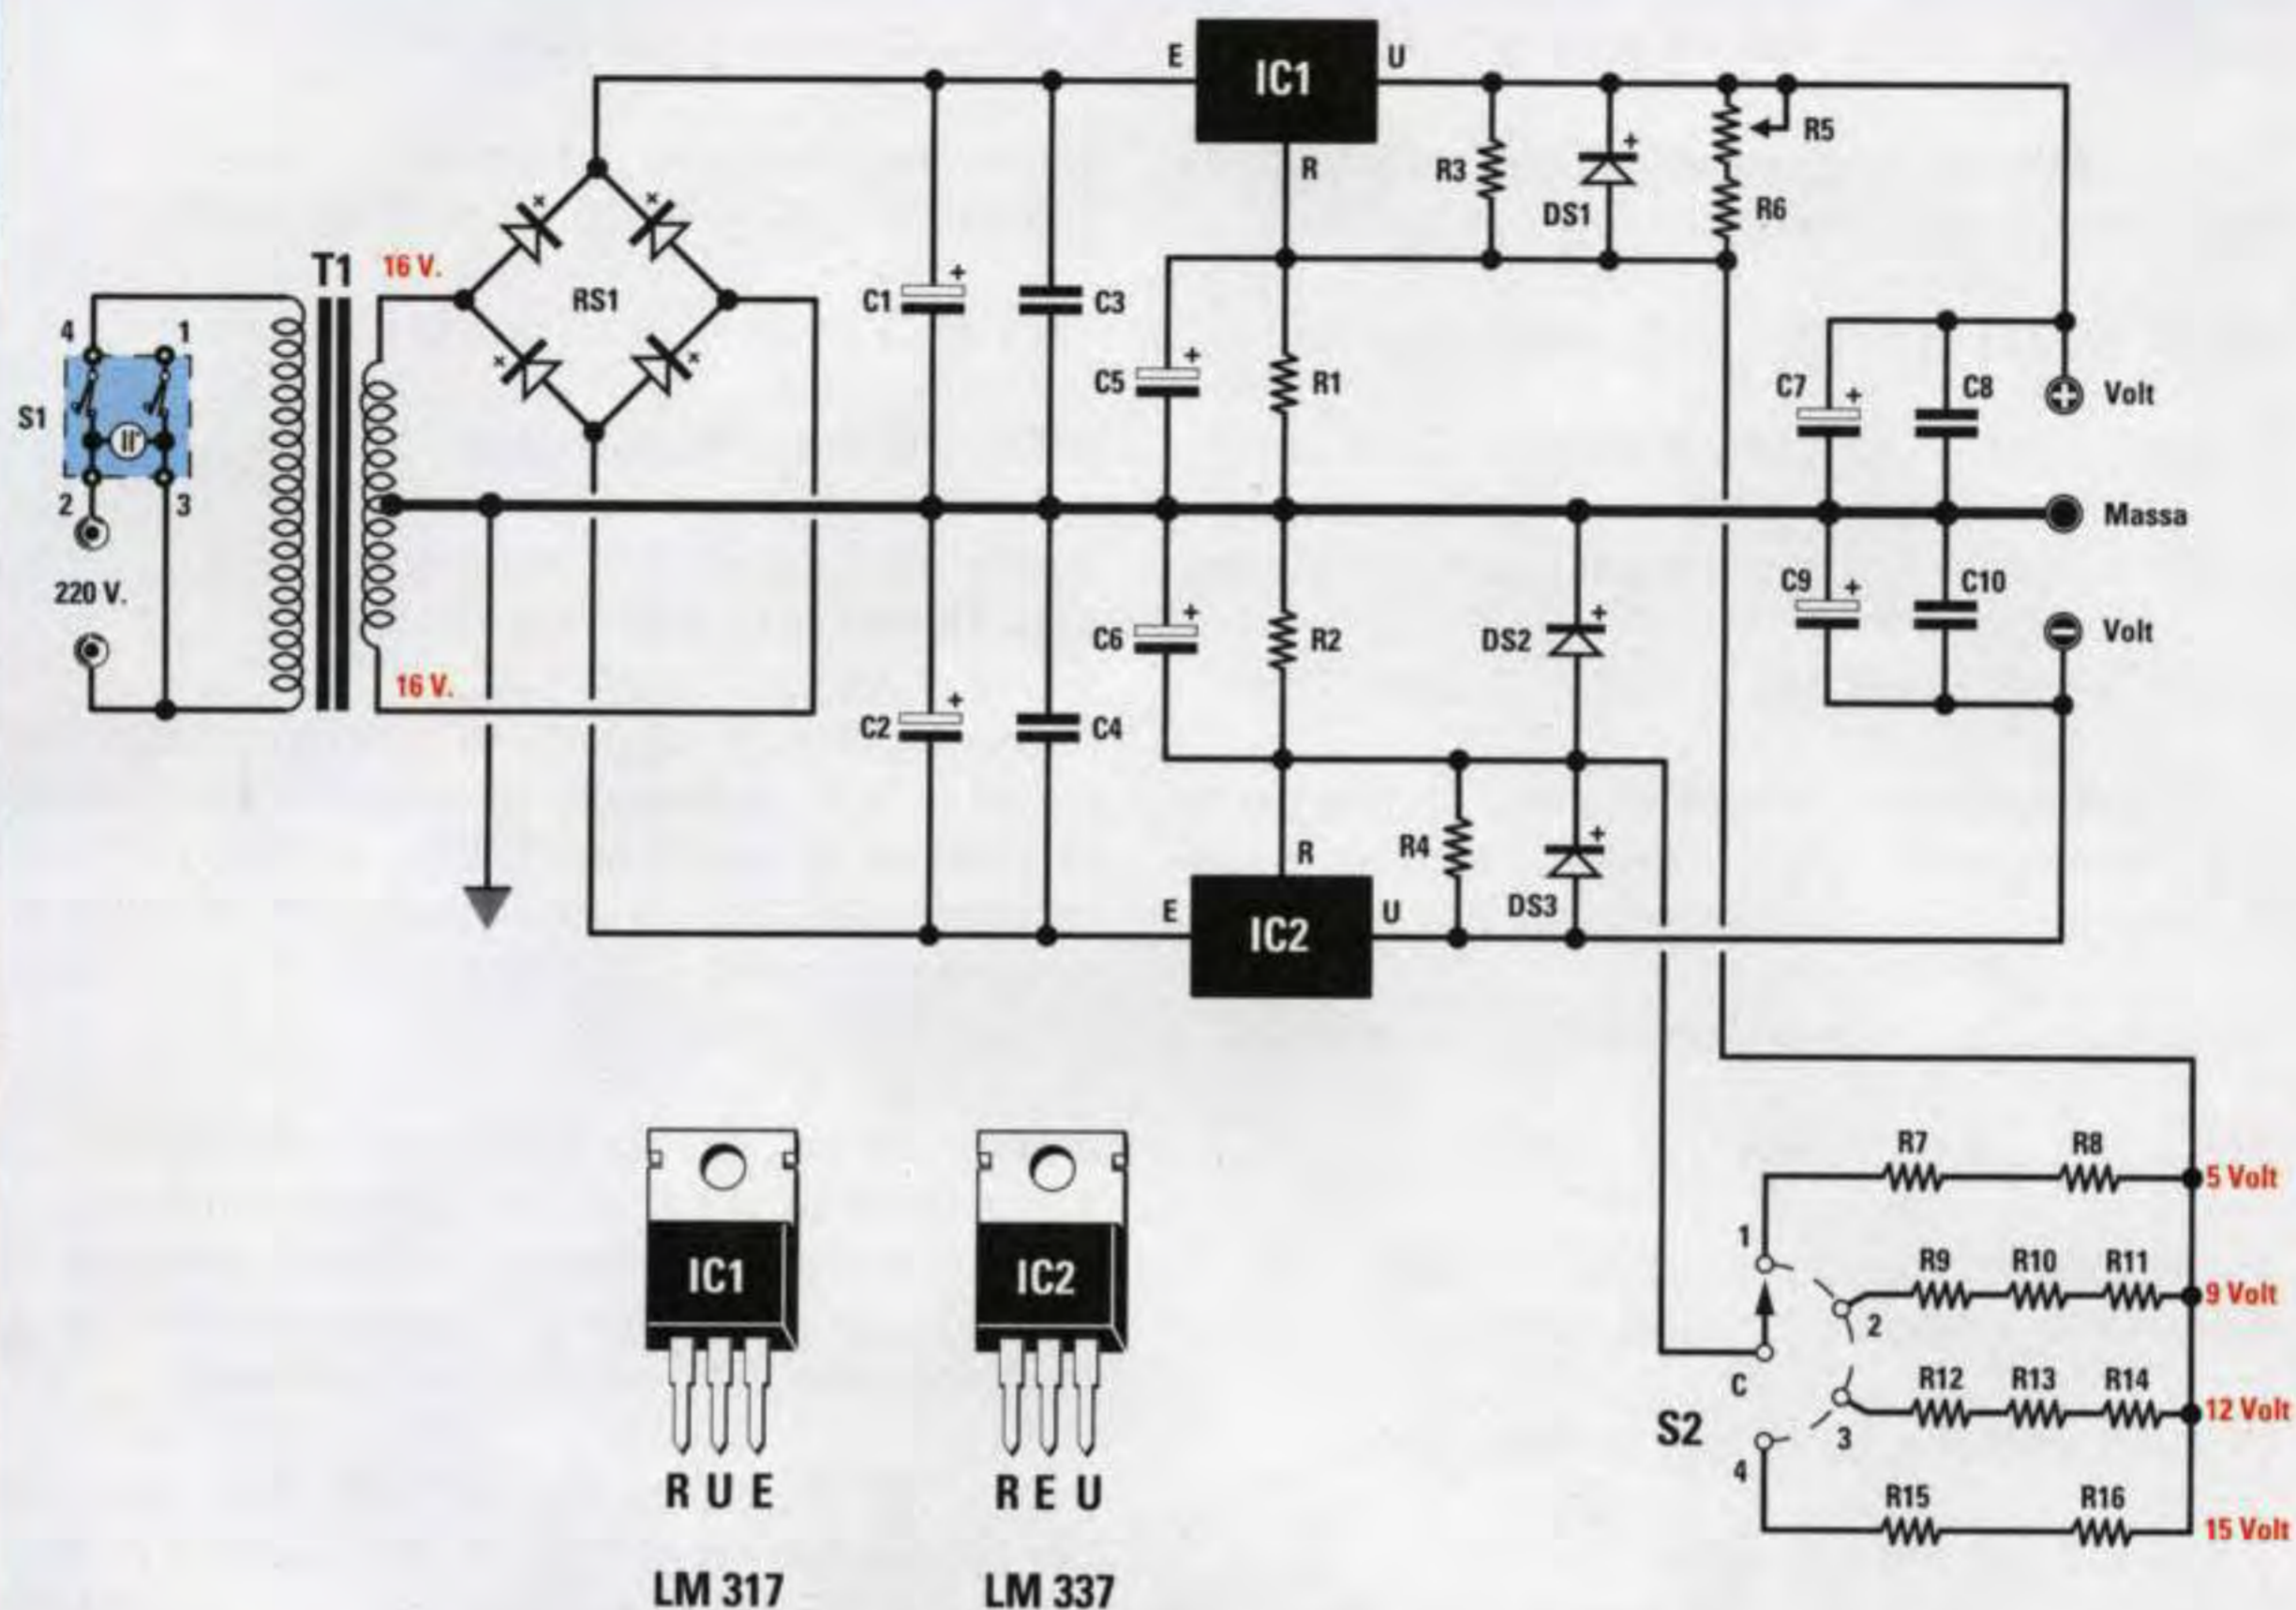 E
IC1
U
R
R3
DS1
+
R5
R6
+
T1
16 V.
RS1
C1
+
C3
4
1
S1
2
3
220 V.
16 V.
C5
+
R1
C7
+
C8
Volt
Massa
C9
+
C10
Volt
C6
+
R2
DS2
+
C2
+
C4
R
R4
DS3
+
E
IC2
U
IC1
R U E
LM 317
IC2
R E U
LM 337
R7
R8
5 Volt
1
R9
R10
R11
9 Volt
2
C
R12
R13
R14
12 Volt
S2
3
4
R15
R16
15 Volt